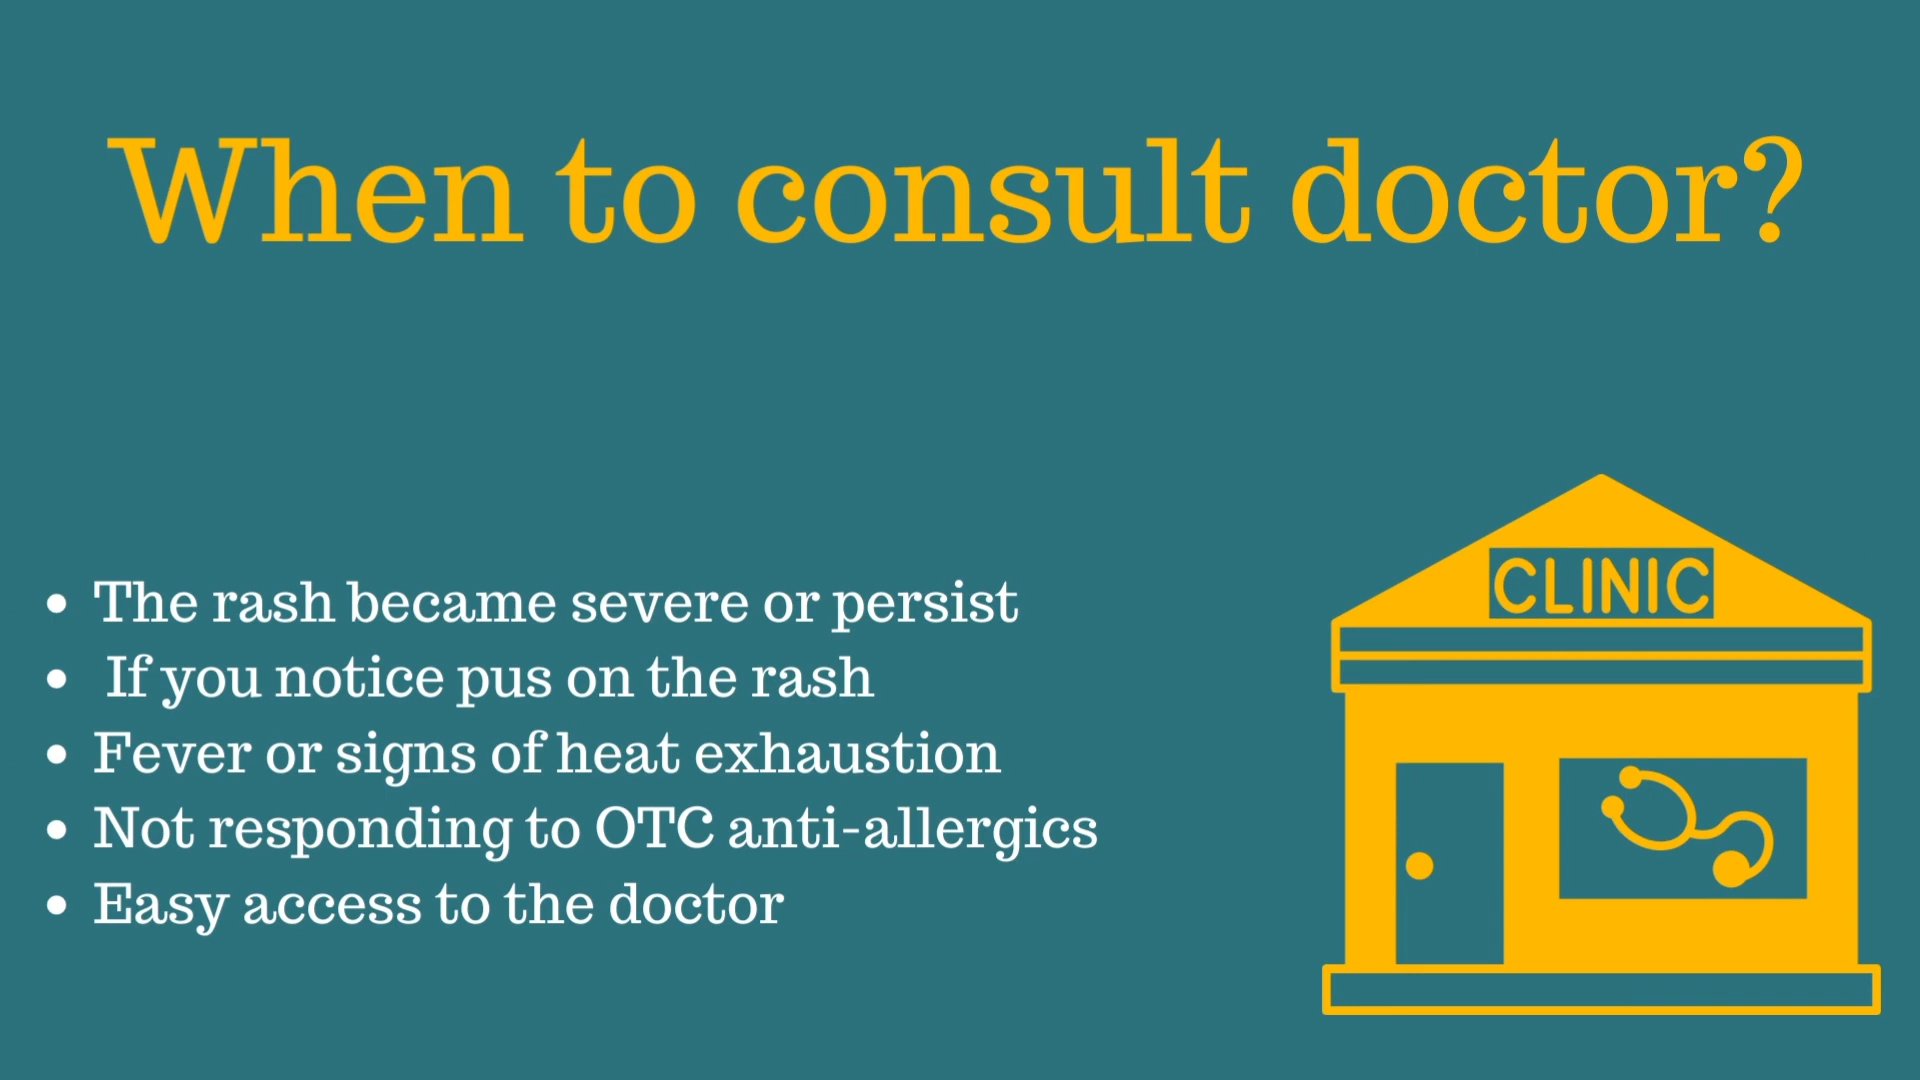 When to consult doctor?
CLINIC
• The rash became severe or persist
• If you notice pus on the rash
• Fever or signs of heat exhaustion
• Not responding to OTC anti-allergics
• Easy access to the doctor